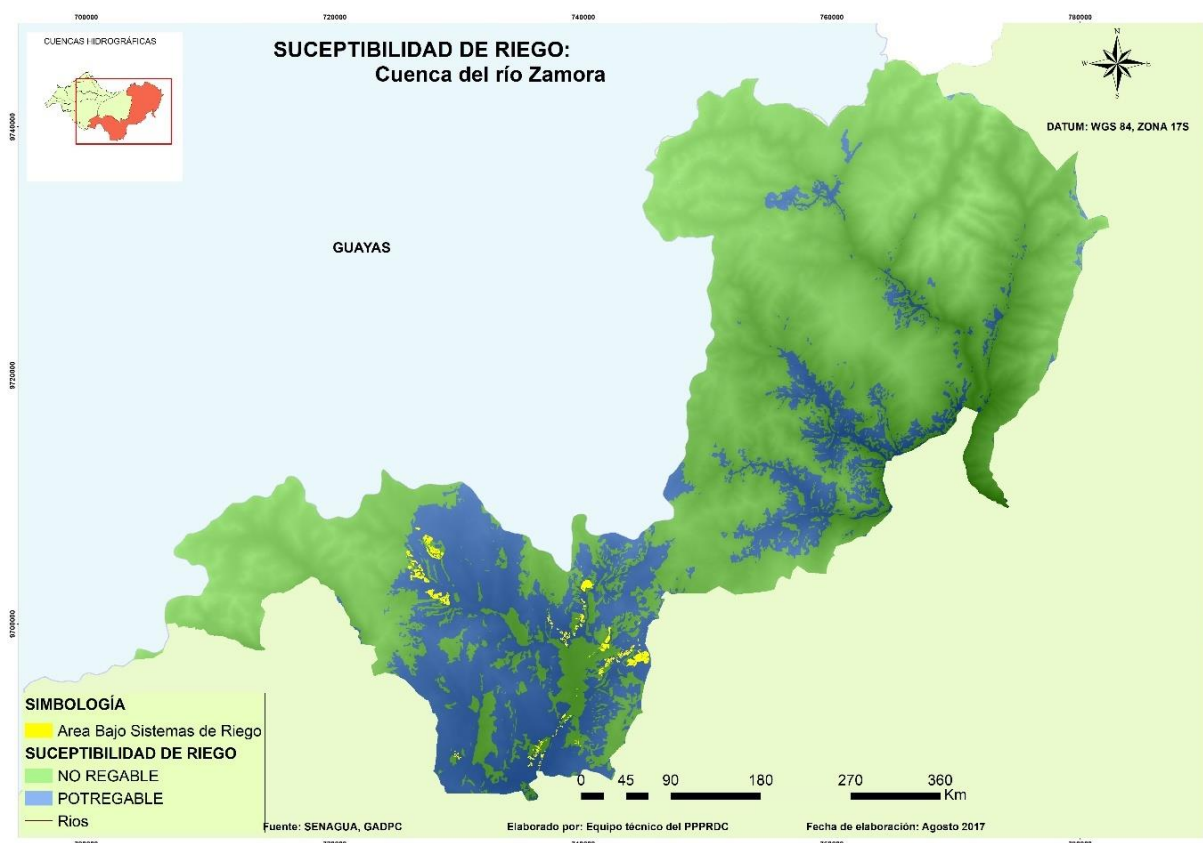 700000
720000
740000
760000
780000
CUENCAS HIDROGRÁFICAS
SUCEPTIBILIDAD DE RIEGO:
Cuenca del río Zamora
N
W
E
S
DATUM: WGS 84, ZONA 17S
9740000
GUAYAS
9720000
9700000
SIMBOLOGÍA
Area Bajo Sistemas de Riego
SUCEPTIBILIDAD DE RIEGO
NO REGABLE
POTREGABLE
Rios
0 45 90 180 270 360
Km
Fuente: SENAGUA, GADPC
Elaborado por: Equipo técnico del PPPRDC
Fecha de elaboración: Agosto 2017